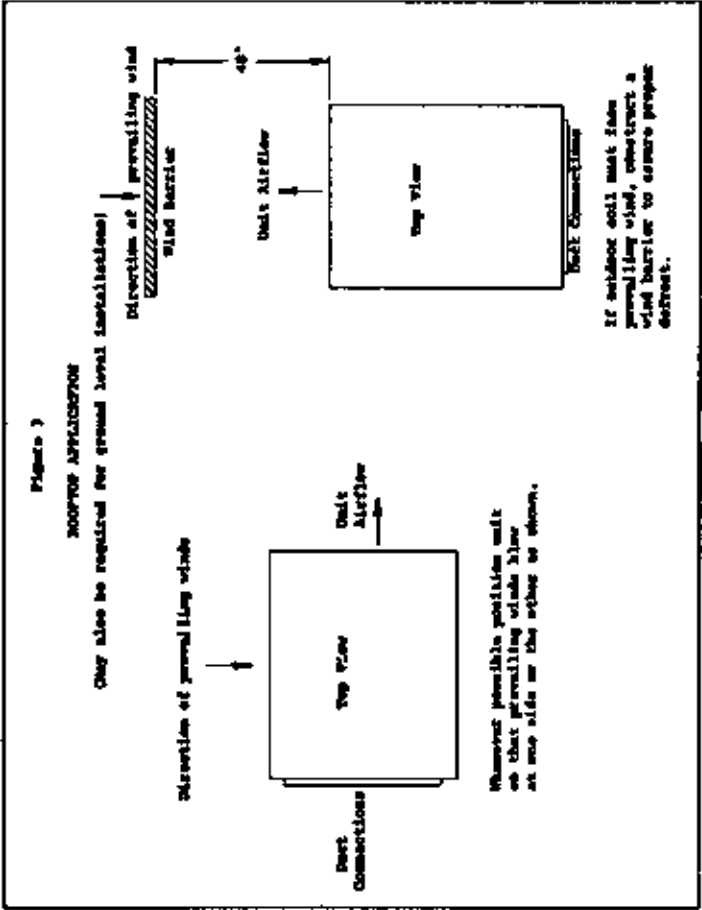 Figure 3
ROOFTOP APPLICATION
(May also be required for ground level installations)
Direction of prevailing winds
Unit
Airflow
Top View
Duct
Connections
Whenever possible position unit
so that prevailing winds blow
at one side or the other as shown.
Direction of prevailing wind
Wind Barrier
48"
Unit Airflow
Top View
Duct Connections
If outdoor coil must face
prevailing wind, construct a
wind barrier to assure proper
defrost.